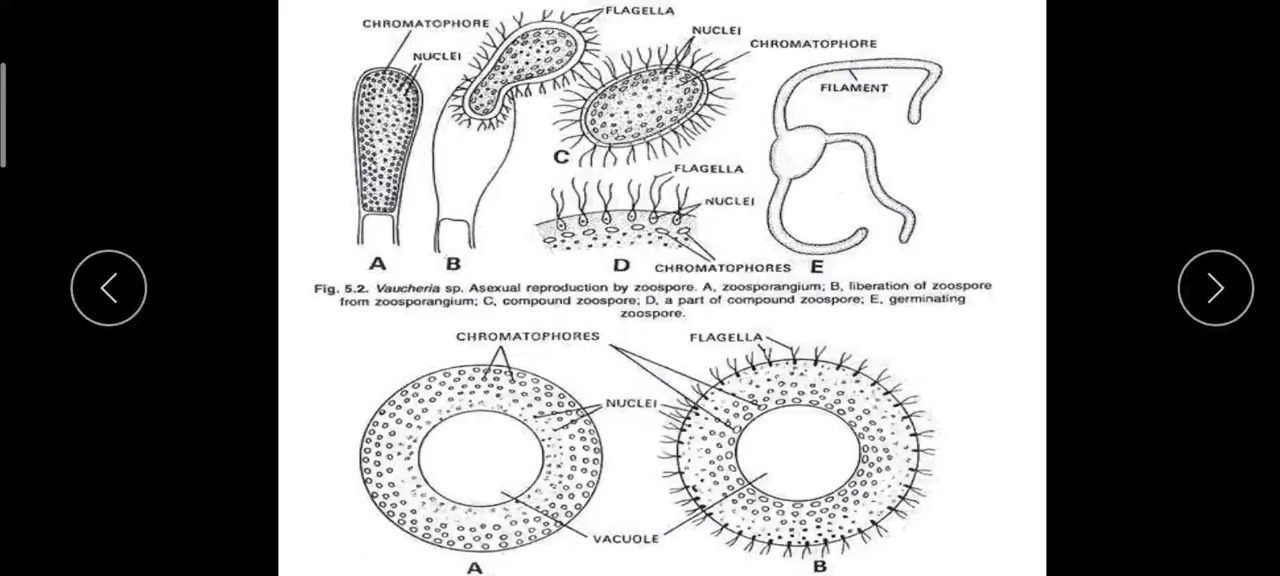 FLAGELLA
CHROMATOPHORE
NUCLEI
NUCLEI
CHROMATOPHORE
FILAMENT
C
FLAGELLA
NUCLEI
A
B
D
CHROMATOPHORES
E
Fig. 5.2. Vaucheria sp. Asexual reproduction by zoospore. A, zoosporangium; B, liberation of zoospore
from zoosporangium; C, compound zoospore; D, a part of compound zoospore; E, germinating
zoospore.
CHROMATOPHORES
FLAGELLA
NUCLEI
VACUOLE
A
B